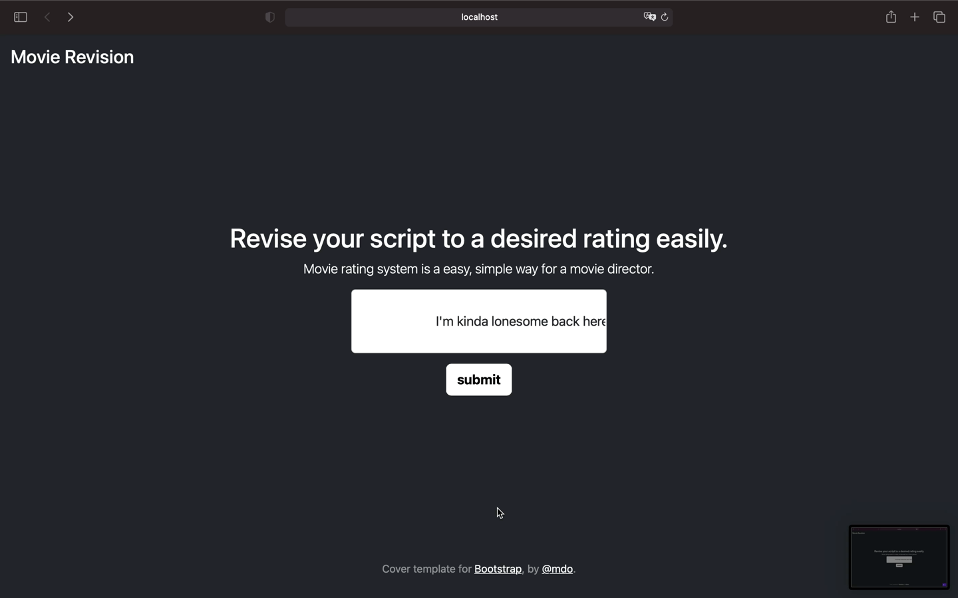 localhost
Movie Revision
Revise your script to a desired rating easily.
Movie rating system is a easy, simple way for a movie director.
I'm kinda lonesome back here
submit
Cover template for Bootstrap, by @mdo.